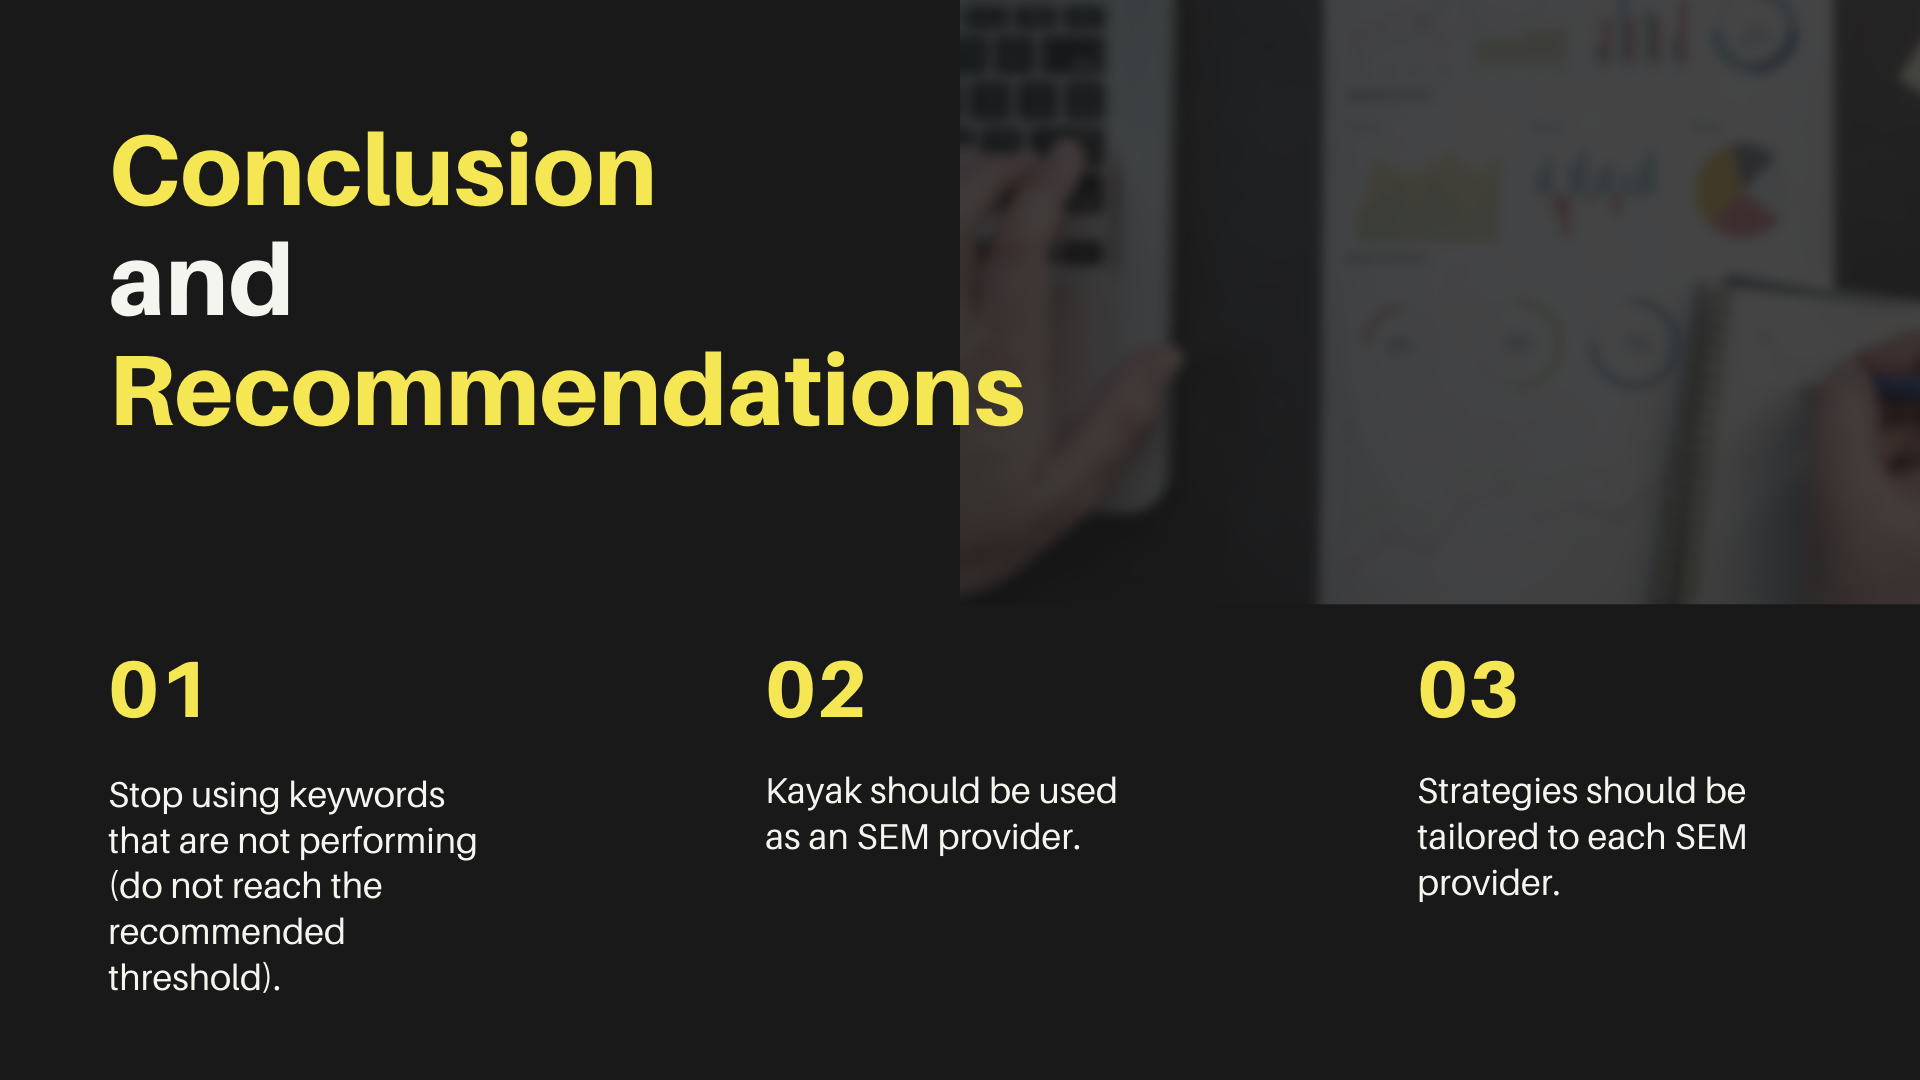 Conclusion
and
Recommendations
01
Stop using keywords
that are not performing
(do not reach the
recommended
threshold).
02
Kayak should be used
as an SEM provider.
03
Strategies should be
tailored to each SEM
provider.